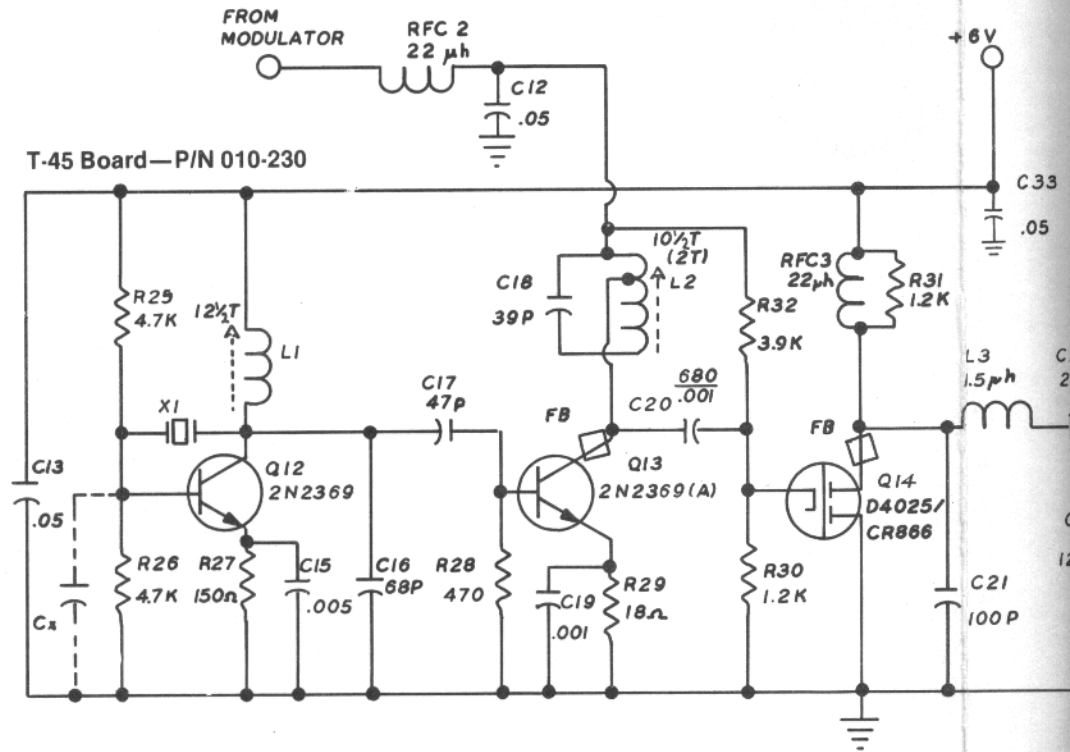 FROM
MODULATOR
RFC 2
22 µh
+6V
C12
.05
T-45 Board—P/N 010-230
C33
.05
10½T
(2T)
L2
RFC3
22µh
R31
1.2K
C18
39P
R25
4.7K
12½T
L1
R32
3.9K
L3
1.5µh
C
2
C17
47p
X1
FB
C20
680
.001
FB
C13
.05
Q12
2N2369
Q13
2N2369(A)
Q14
D4025/
CR866
R26
4.7K
R27
150Ω
C15
.005
C16
68P
R28
470
C19
.001
R29
18Ω
R30
1.2K
C21
100P
C
12
Cx